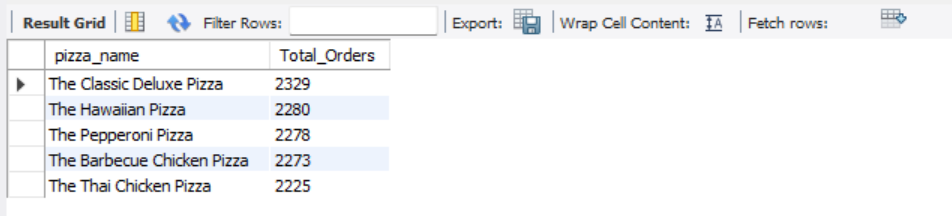 Result Grid Filter Rows: Export: Wrap Cell Content: IA Fetch rows:
pizza_name Total_Orders
The Classic Deluxe Pizza 2329
The Hawaiian Pizza 2280
The Pepperoni Pizza 2278
The Barbecue Chicken Pizza 2273
The Thai Chicken Pizza 2225